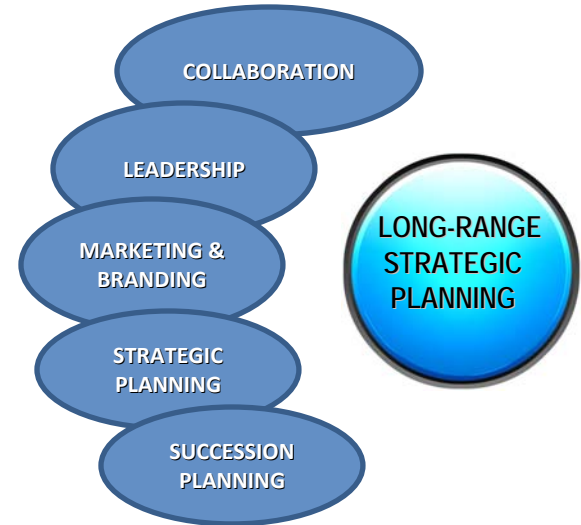 COLLABORATION
LEADERSHIP
MARKETING &
BRANDING
STRATEGIC
PLANNING
SUCCESSION
PLANNING
LONG-RANGE
STRATEGIC
PLANNING